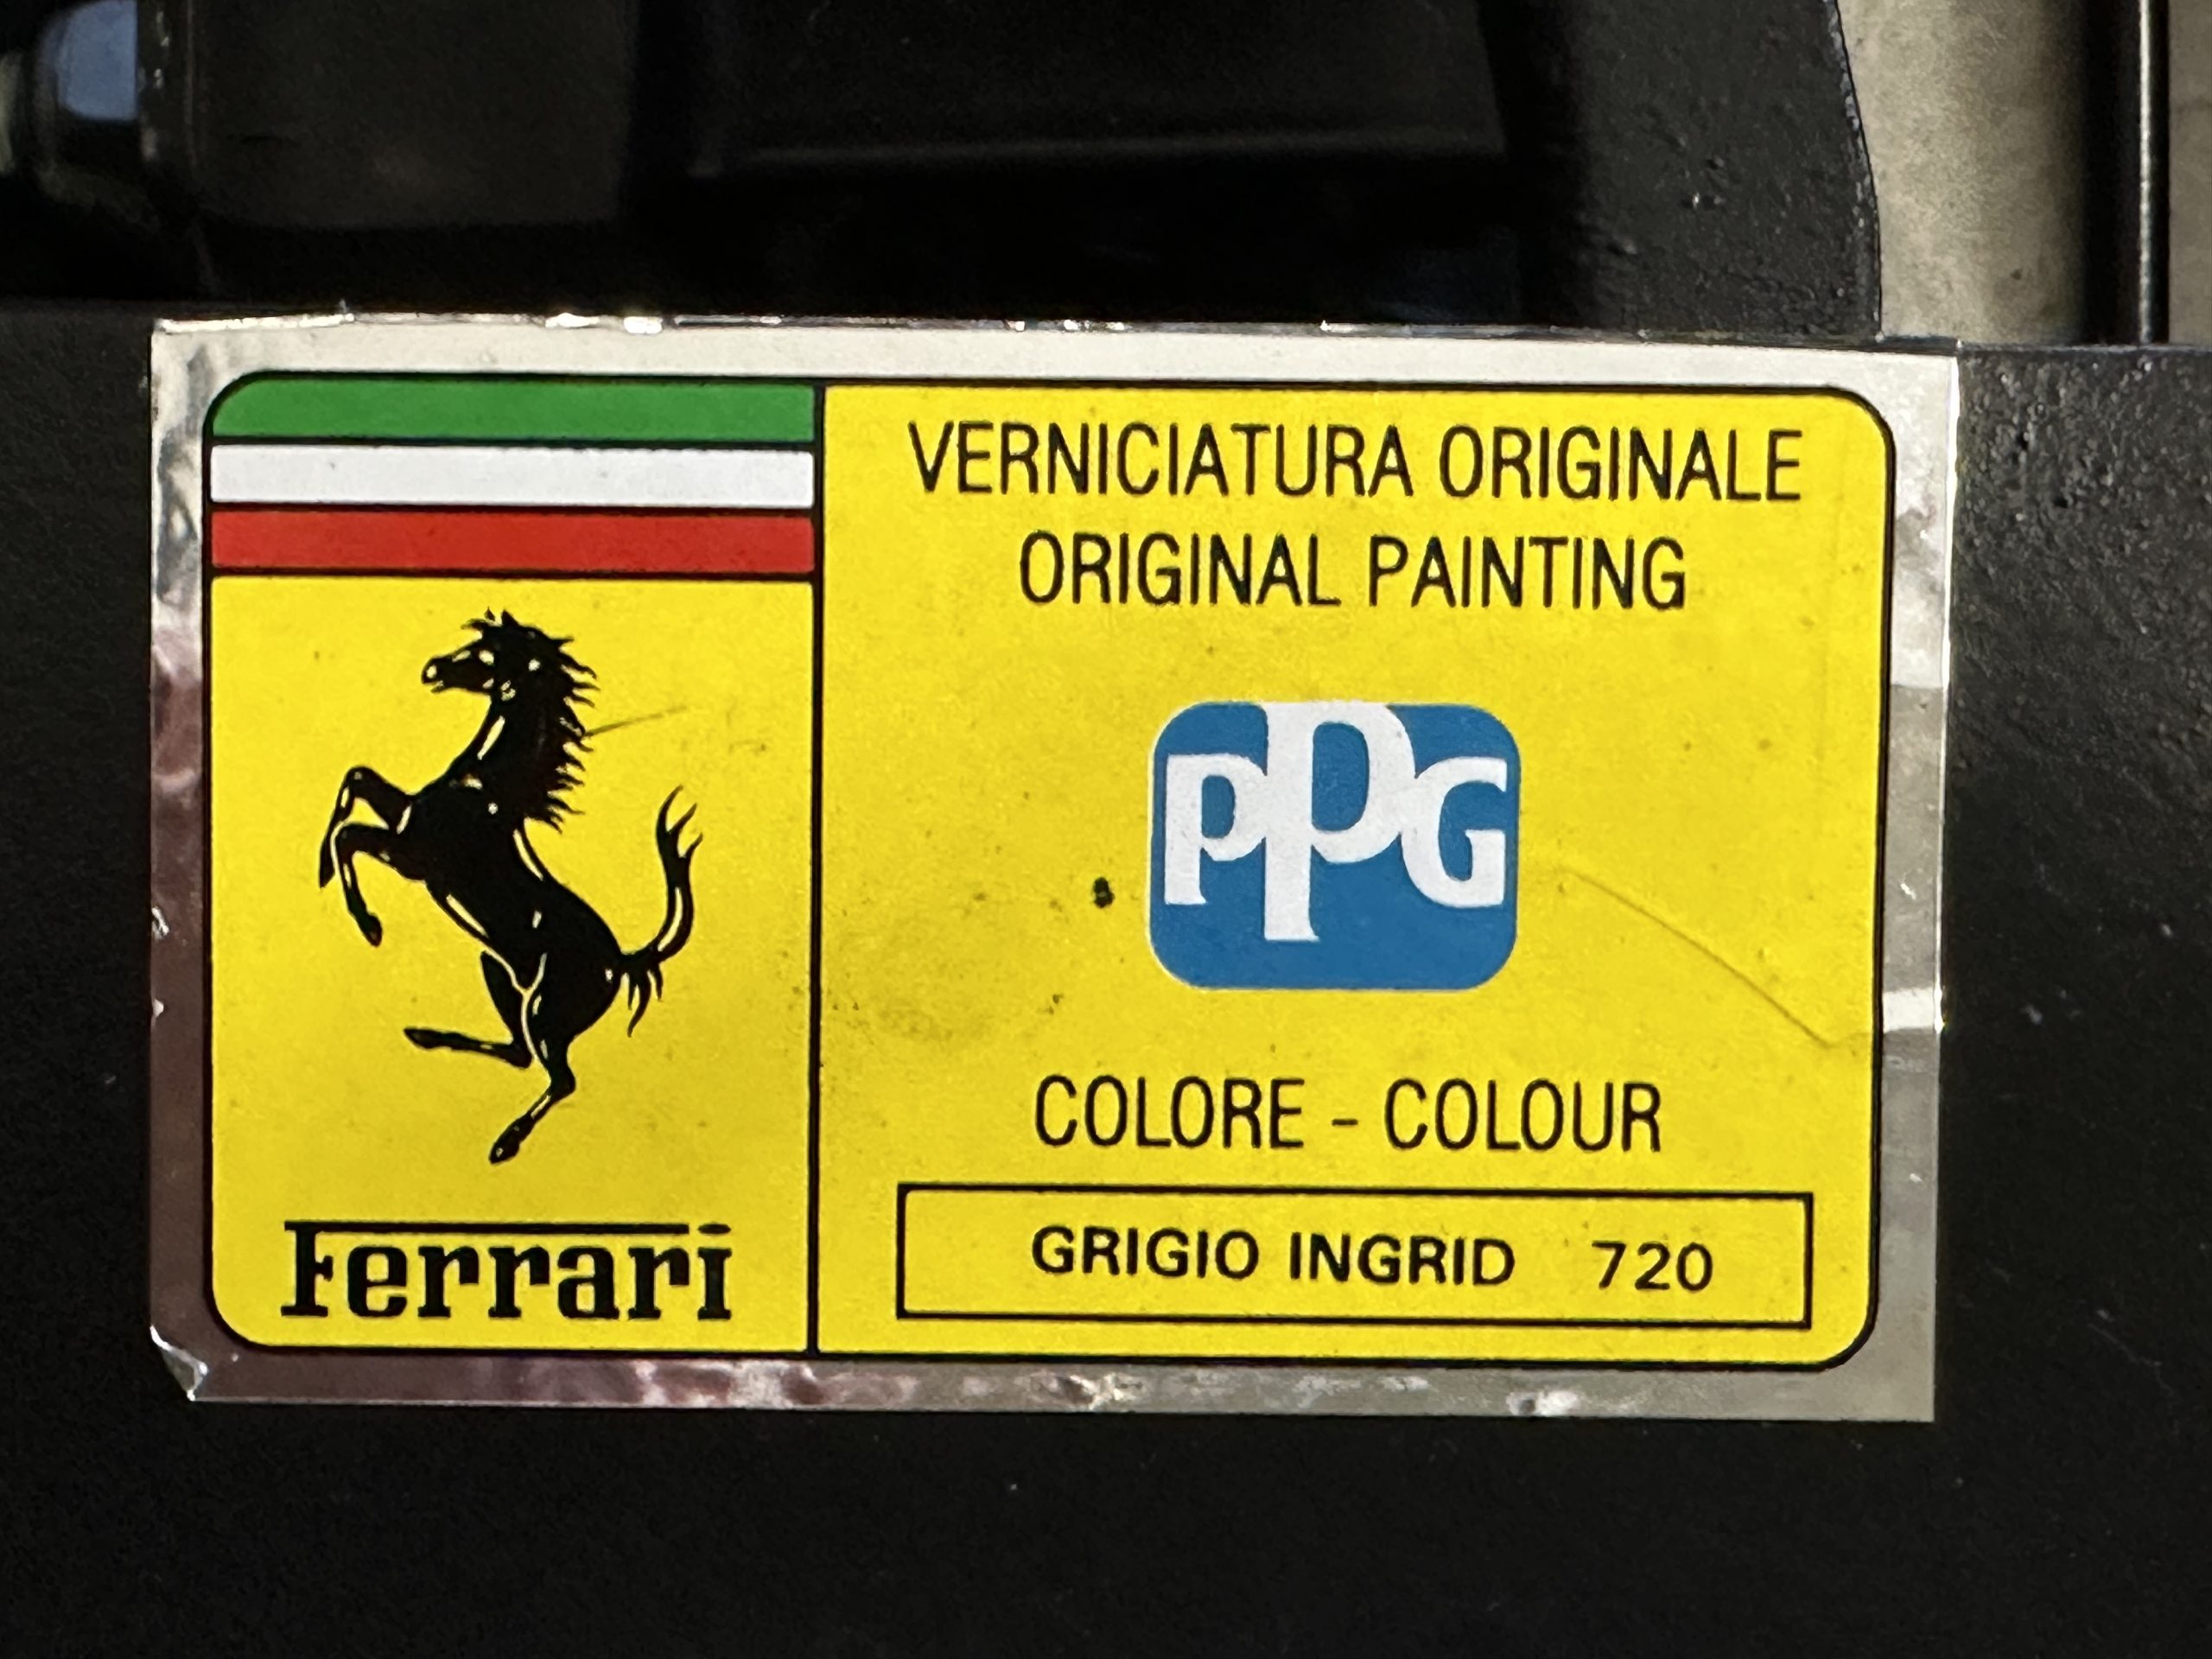 VERNICIATURA ORIGINALE
ORIGINAL PAINTING
PPG
COLORE - COLOUR
GRIGIO INGRID 720
Ferrari